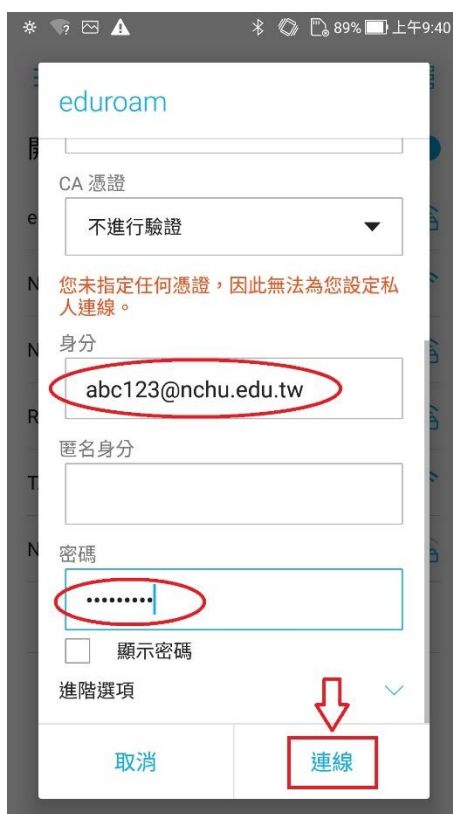 89% 上午9:40
eduroam
CA 憑證
不進行驗證
您未指定任何憑證，因此無法為您設定私
人連線。
身分
abc123@nchu.edu.tw
匿名身分
密碼
•••••••••
顯示密碼
進階選項
取消 連線